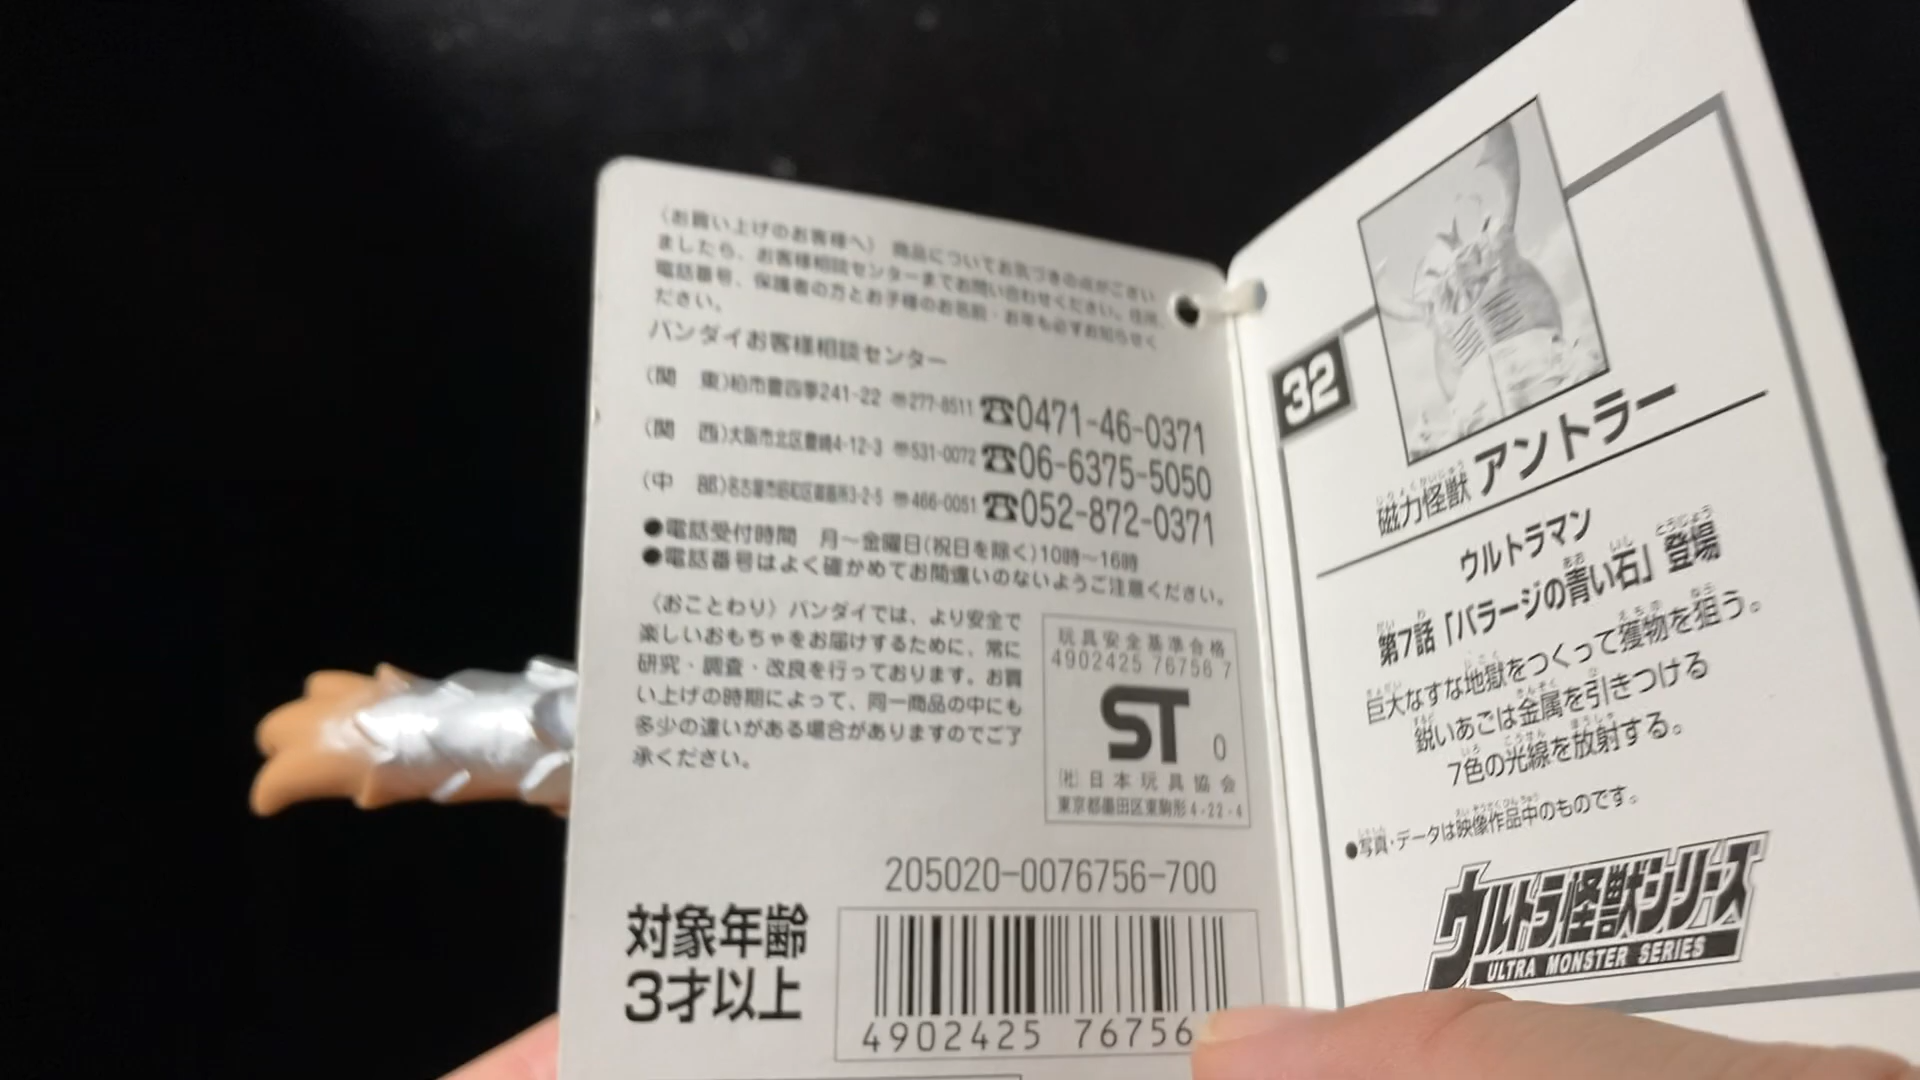 〈お買い上げのお客様へ〉 商品についてお気づきの点がござい
ましたら、お客様相談センターまでお問い合わせください。住所、
電話番号、保護者の方とお子様のお名前・お年も必ずお知らせく
ださい。
バンダイお客様相談センター
(関 東)柏市豊四季241-22 〒277-8511 ☎0471-46-0371
(関 西)大阪市北区豊崎4-12-3 〒531-0072 ☎06-6375-5050
(中 部)名古屋市昭和区御器所3-2-5 〒466-0051 ☎052-872-0371
●電話受付時間 月〜金曜日(祝日を除く)10時〜16時
●電話番号はよく確かめてお間違いのないようご注意ください。
〈おことわり〉バンダイでは、より安全で
楽しいおもちゃをお届けするために、常に
研究・調査・改良を行っております。お買
い上げの時期によって、同一商品の中にも
多少の違いがある場合がありますのでご了
承ください。
玩具安全基準合格
4902425 76756 7
ST 0
(社)日本玩具協会
東京都墨田区東駒形4-22-4
205020-0076756-700
対象年齢
3才以上
4902425 76756
32
磁力怪獣 アントラー
ウルトラマン
第7話「バラージの青い石」登場
巨大なすな地獄をつくって獲物を狙う。
鋭いあごは金属を引きつける
7色の光線を放射する。
●写真・データは映像作品中のものです。
ウルトラ怪獣シリーズ
ULTRA MONSTER SERIES